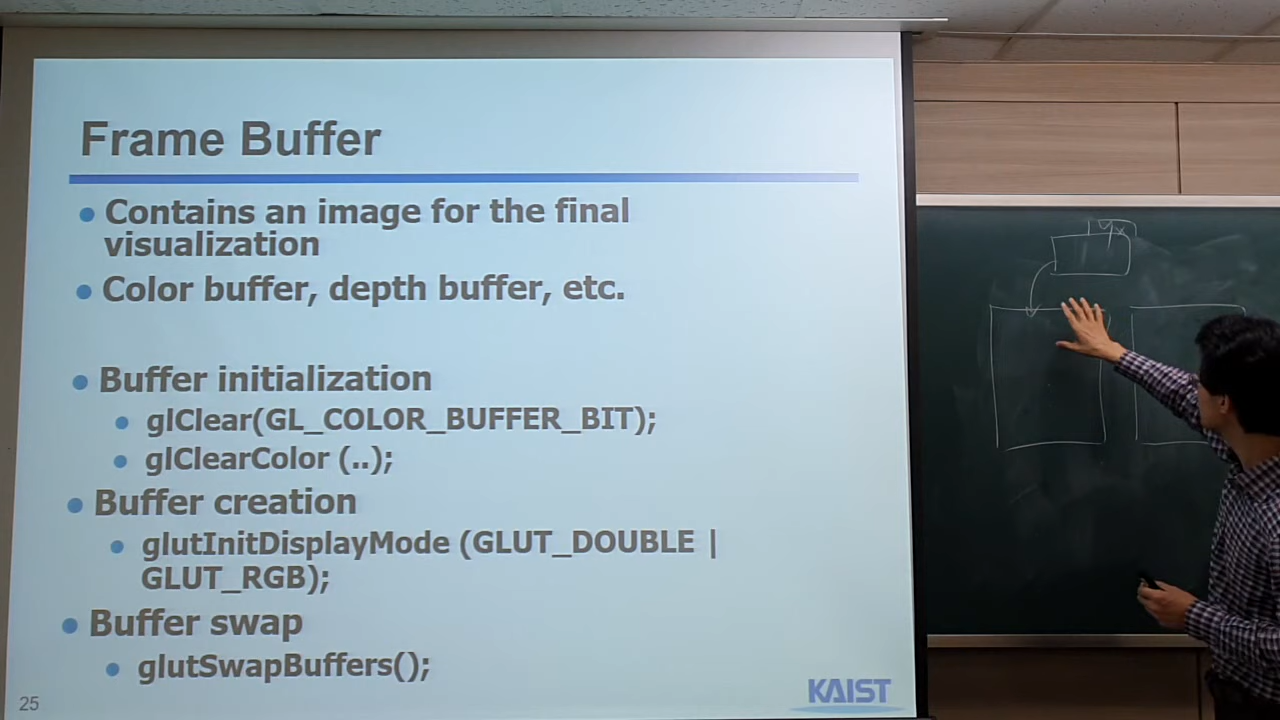 Frame Buffer
Contains an image for the final
visualization
Color buffer, depth buffer, etc.
Buffer initialization
glClear(GL_COLOR_BUFFER_BIT);
glClearColor (..);
Buffer creation
glutInitDisplayMode (GLUT_DOUBLE |
GLUT_RGB);
Buffer swap
glutSwapBuffers();
25
KAIST